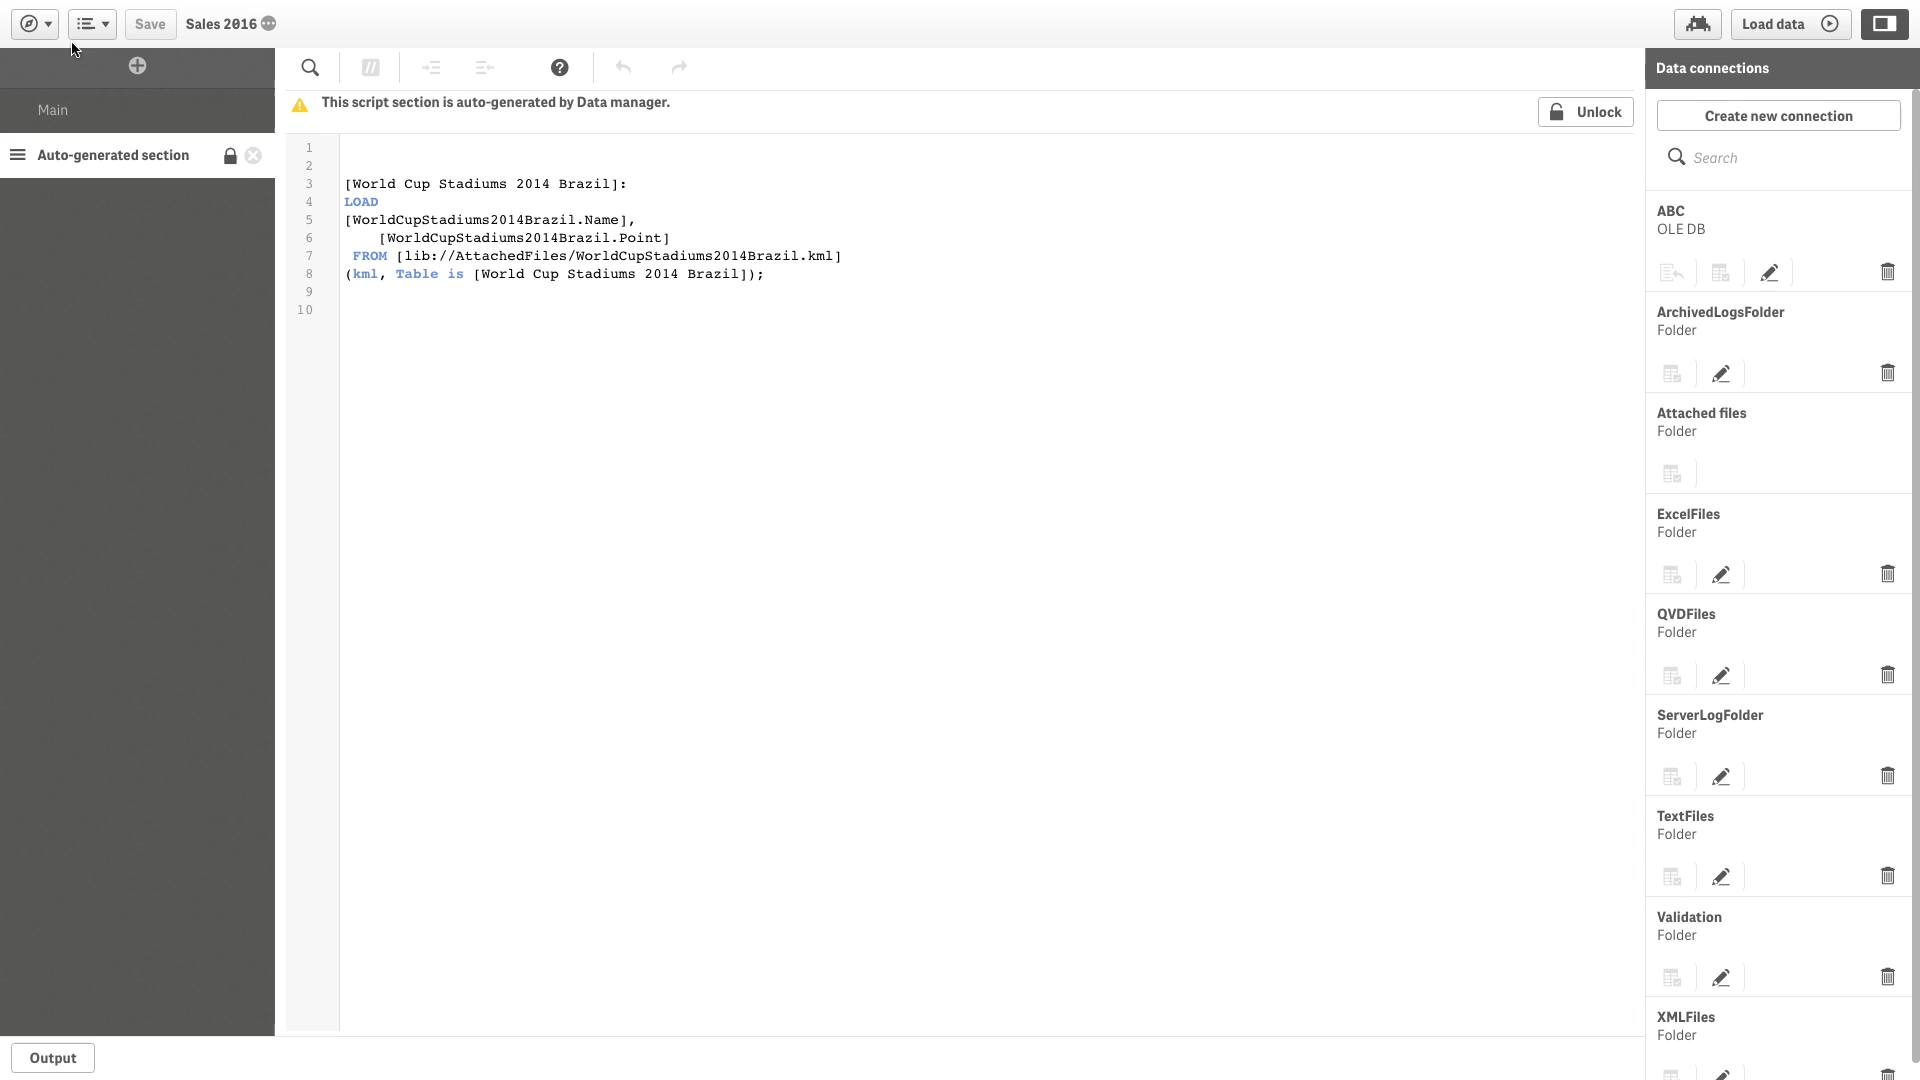 Save
Sales 2016
Load data
Main
Auto-generated section
This script section is auto-generated by Data manager.
Unlock
1
2
3 [World Cup Stadiums 2014 Brazil]:
4 LOAD
5 [WorldCupStadiums2014Brazil.Name],
6 [WorldCupStadiums2014Brazil.Point]
7 FROM [lib://AttachedFiles/WorldCupStadiums2014Brazil.kml]
8 (kml, Table is [World Cup Stadiums 2014 Brazil]);
9
10
Data connections
Create new connection
Search
ABC
OLE DB
ArchivedLogsFolder
Folder
Attached files
Folder
ExcelFiles
Folder
QVDFiles
Folder
ServerLogFolder
Folder
TextFiles
Folder
Validation
Folder
XMLFiles
Folder
Output